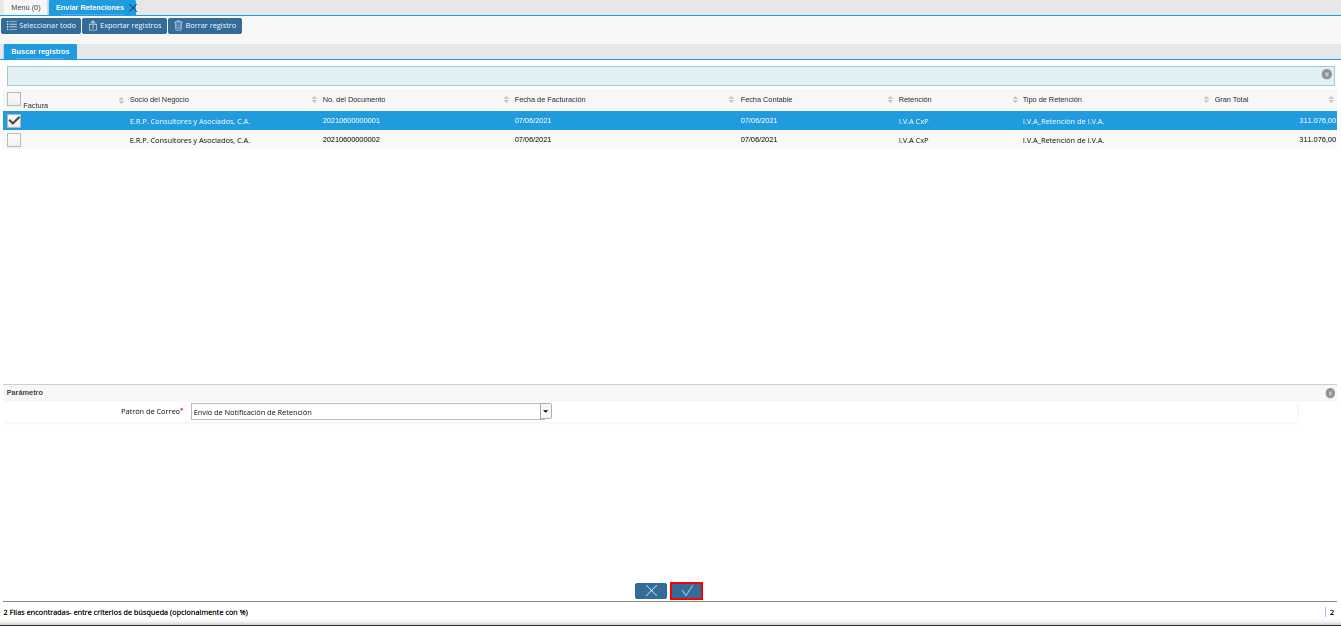 Menú (0) Enviar Retenciones
Seleccionar todo Exportar registros Borrar registro
Buscar registros
Factura Socio del Negocio No. del Documento Fecha de Facturación Fecha Contable Retención Tipo de Retención Gran Total
E.R.P. Consultores y Asociados, C.A. 20210600000001 07/06/2021 07/06/2021 I.V.A CxP I.V.A_Retención de I.V.A. 311.076,00
E.R.P. Consultores y Asociados, C.A. 20210600000002 07/06/2021 07/06/2021 I.V.A CxP I.V.A_Retención de I.V.A. 311.076,00
Parámetro
Patrón de Correo* Envío de Notificación de Retención
2 Filas encontradas- entre criterios de búsqueda (opcionalmente con %) 2